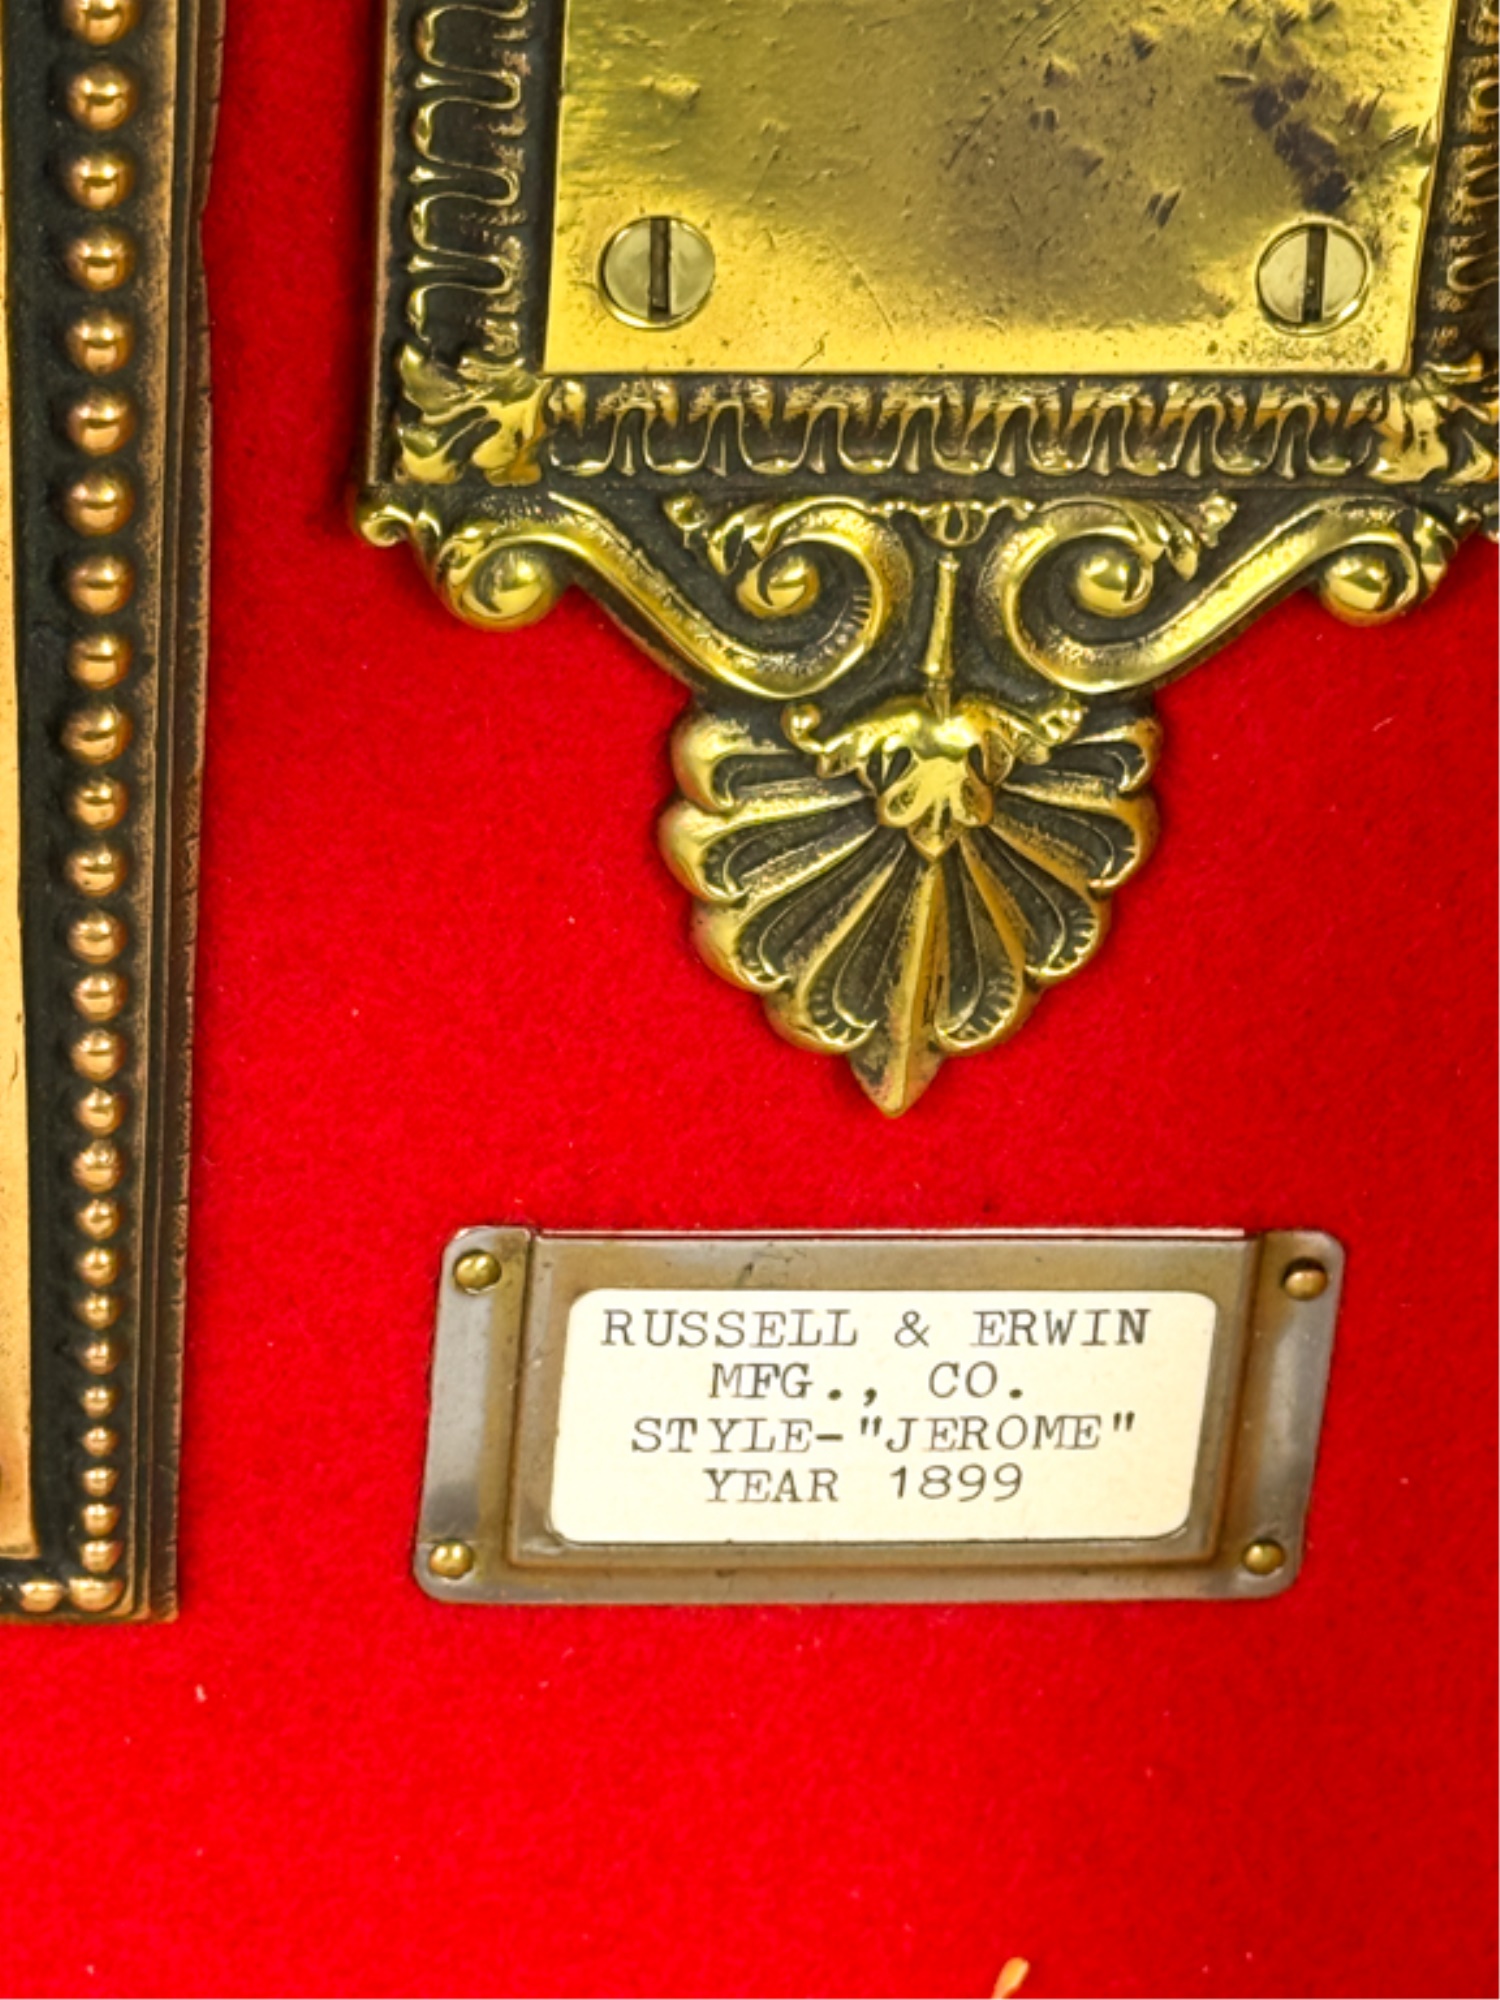 RUSSELL & ERWIN
MFG., CO.
STYLE-"JEROME"
YEAR 1899